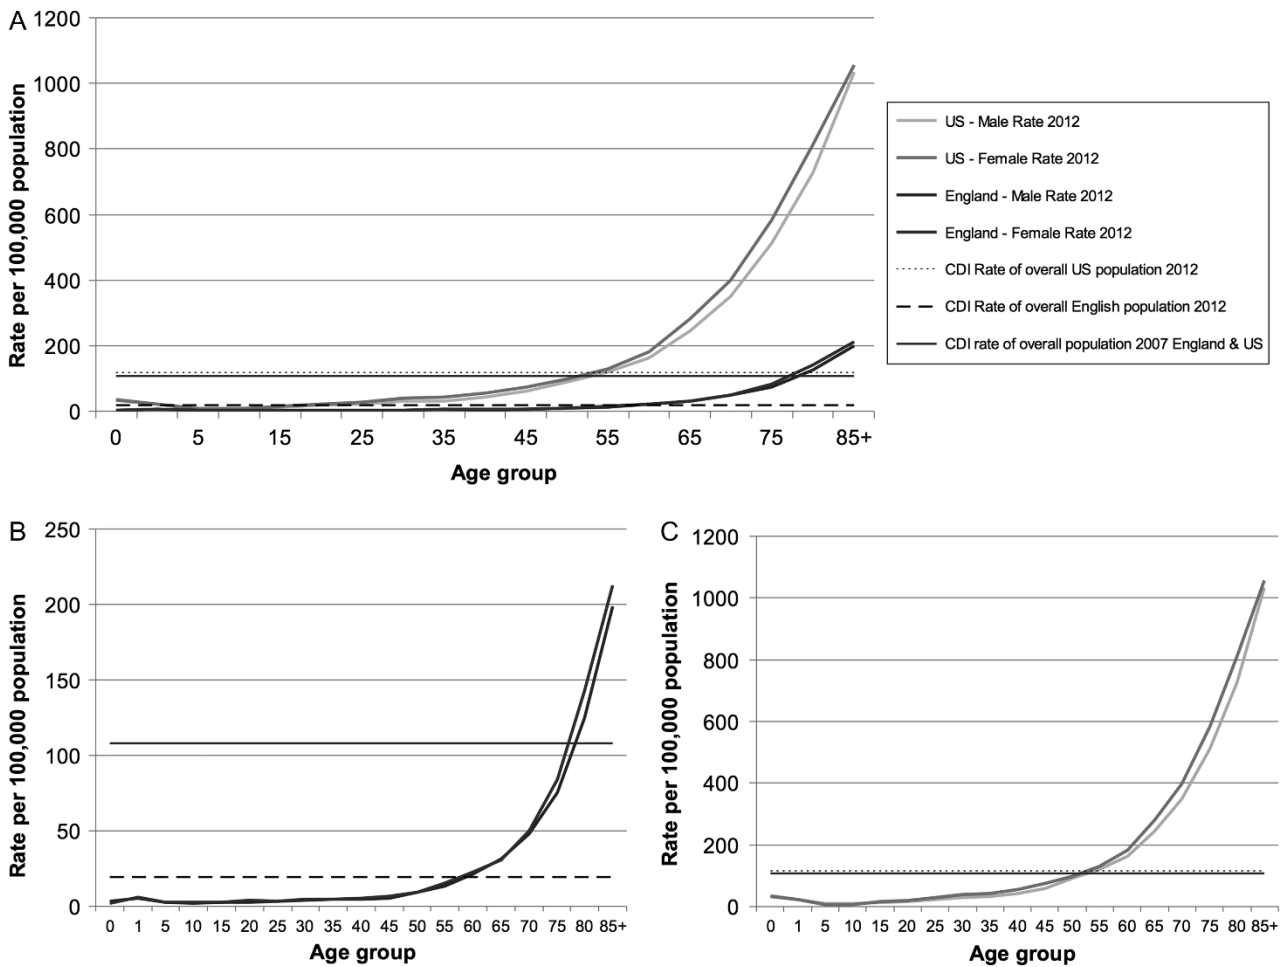 A
1200
1000
800
600
400
200
0
Rate per 100,000 population
0 5 15 25 35 45 55 65 75 85+
Age group
US - Male Rate 2012
US - Female Rate 2012
England - Male Rate 2012
England - Female Rate 2012
CDI Rate of overall US population 2012
CDI Rate of overall English population 2012
CDI rate of overall population 2007 England & US
B
250
200
150
100
50
0
Rate per 100,000 population
0 1 5 10 15 20 25 30 35 40 45 50 55 60 65 70 75 80 85+
Age group
C
1200
1000
800
600
400
200
0
Rate per 100,000 population
0 1 5 10 15 20 25 30 35 40 45 50 55 60 65 70 75 80 85+
Age group